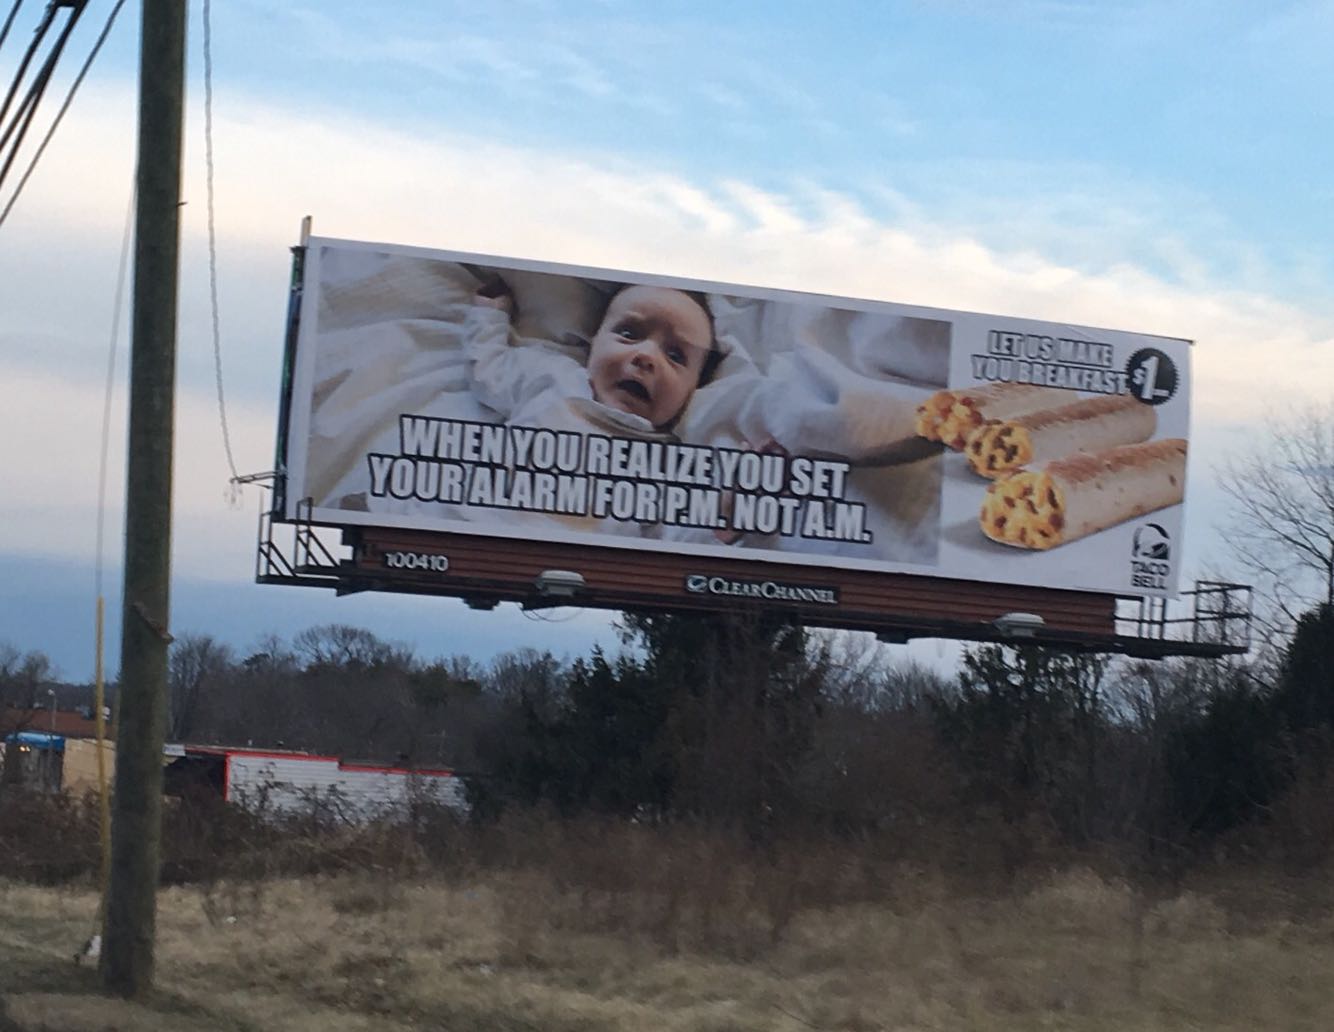 WHEN YOU REALIZE YOU SET
YOUR ALARM FOR P.M. NOT A.M.
LET US MAKE
YOU BREAKFAST
$1
TACO
BELL
100410
CLEARCHANNEL